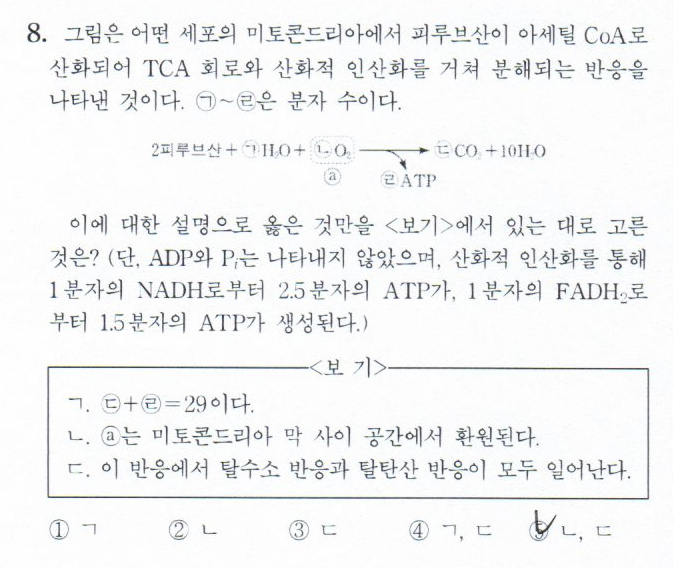 8. 그림은 어떤 세포의 미토콘드리아에서 피루브산이 아세틸 CoA로
산화되어 TCA 회로와 산화적 인산화를 거쳐 분해되는 반응을
나타낸 것이다. ㉠~㉣은 분자 수이다.
2피루브산 + ㉠H₂O + ㉡O₂ → ㉢CO₂ + 10H₂O
ⓐ ㉣ATP
이에 대한 설명으로 옳은 것만을 <보기>에서 있는 대로 고른
것은? (단, ADP와 Pᵢ는 나타내지 않았으며, 산화적 인산화를 통해
1분자의 NADH로부터 2.5분자의 ATP가, 1분자의 FADH₂로
부터 1.5분자의 ATP가 생성된다.)
<보 기>
ㄱ. ㉢+㉣=29이다.
ㄴ. ⓐ는 미토콘드리아 막 사이 공간에서 환원된다.
ㄷ. 이 반응에서 탈수소 반응과 탈탄산 반응이 모두 일어난다.
① ㄱ ② ㄴ ③ ㄷ ④ ㄱ, ㄷ ⑤ ㄴ, ㄷ